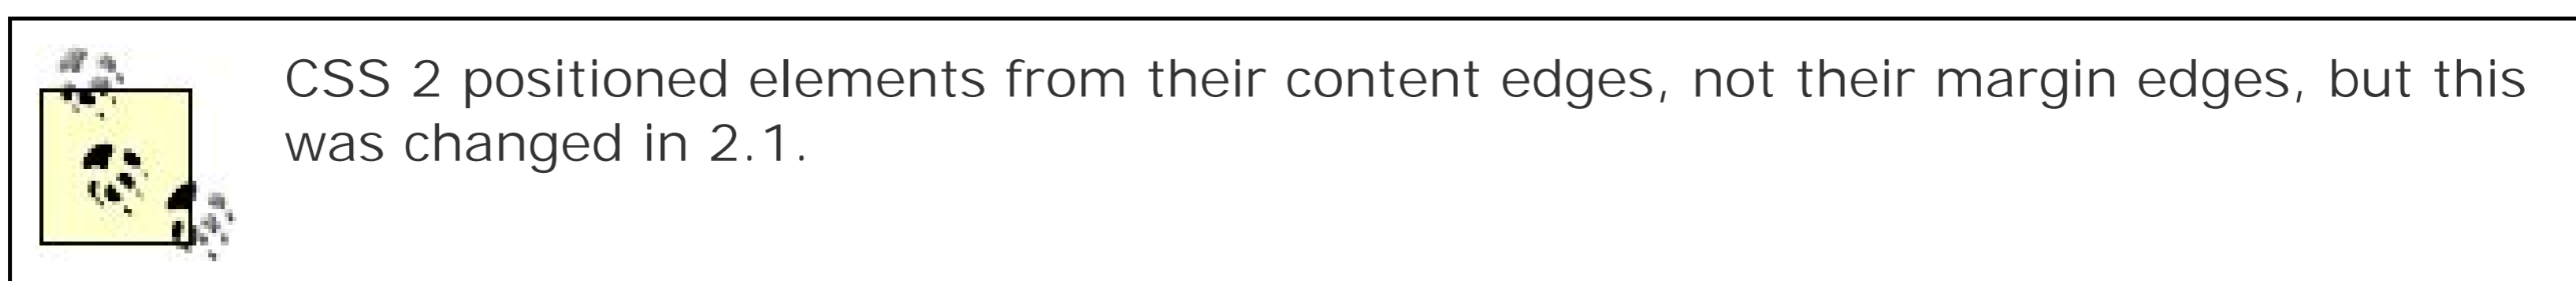 CSS 2 positioned elements from their content edges, not their margin edges, but this
was changed in 2.1.